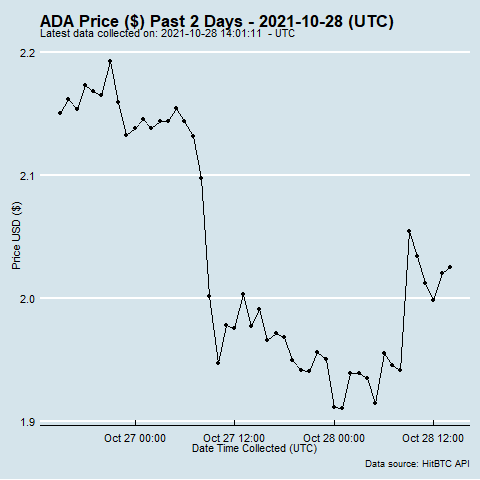 ADA Price ($) Past 2 Days - 2021-10-28 (UTC)
Latest data collected on: 2021-10-28 14:01:11 - UTC
2.2
2.1
2.0
1.9
Price USD ($)
Oct 27 00:00
Oct 27 12:00
Oct 28 00:00
Oct 28 12:00
Date Time Collected (UTC)
Data source: HitBTC API